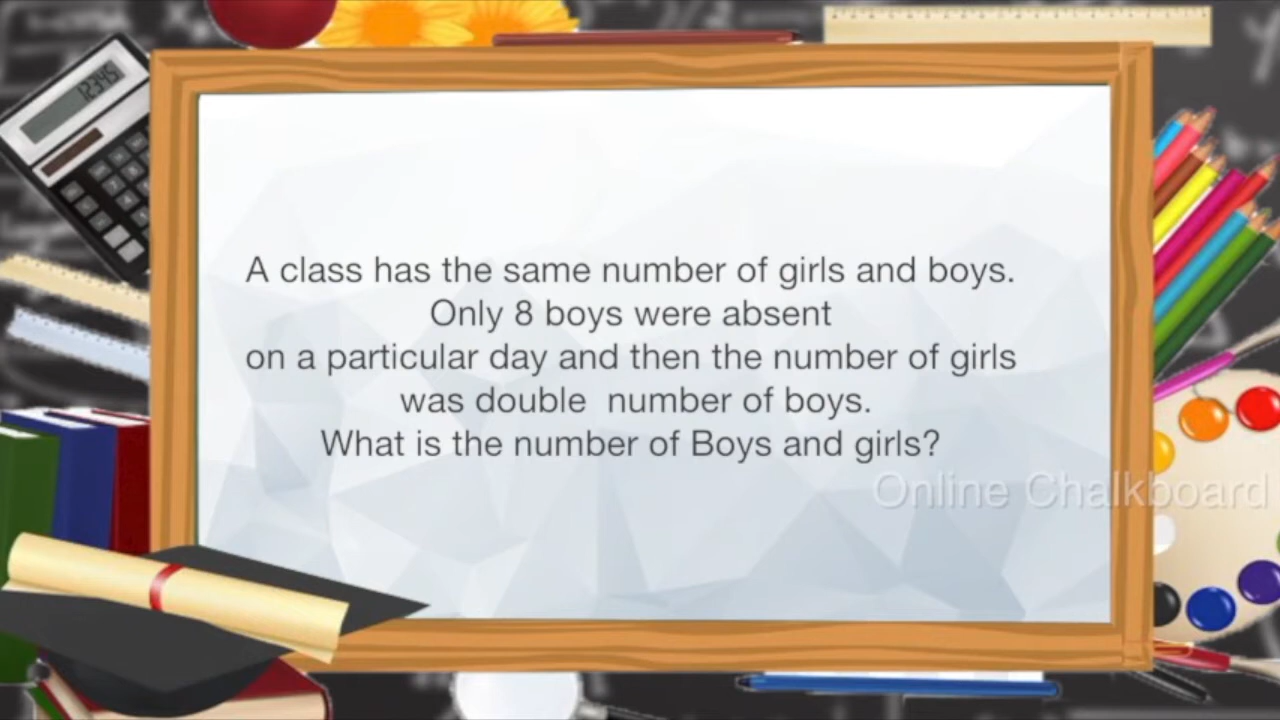 12345
A class has the same number of girls and boys.
Only 8 boys were absent
on a particular day and then the number of girls
was double  number of boys.
What is the number of Boys and girls?
Online Chalkboard